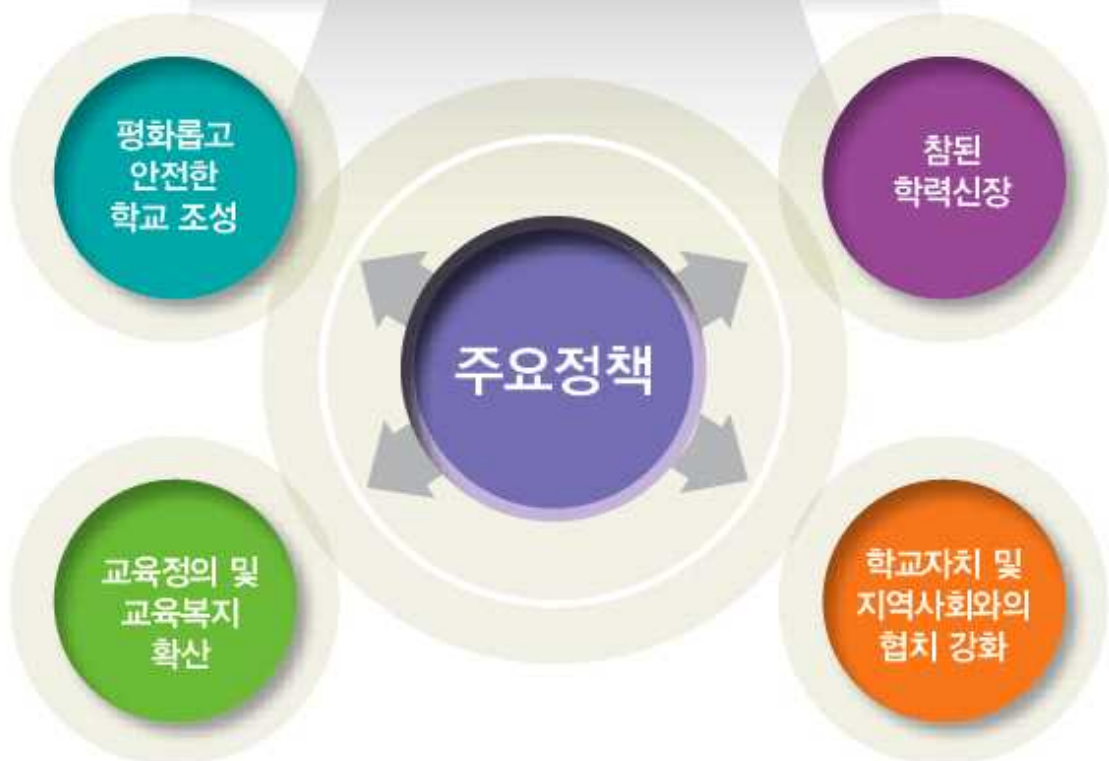 평화롭고
안전한
학교 조성
참된
학력신장
주요정책
교육정의 및
교육복지
확산
학교자치 및
지역사회와의
협치 강화